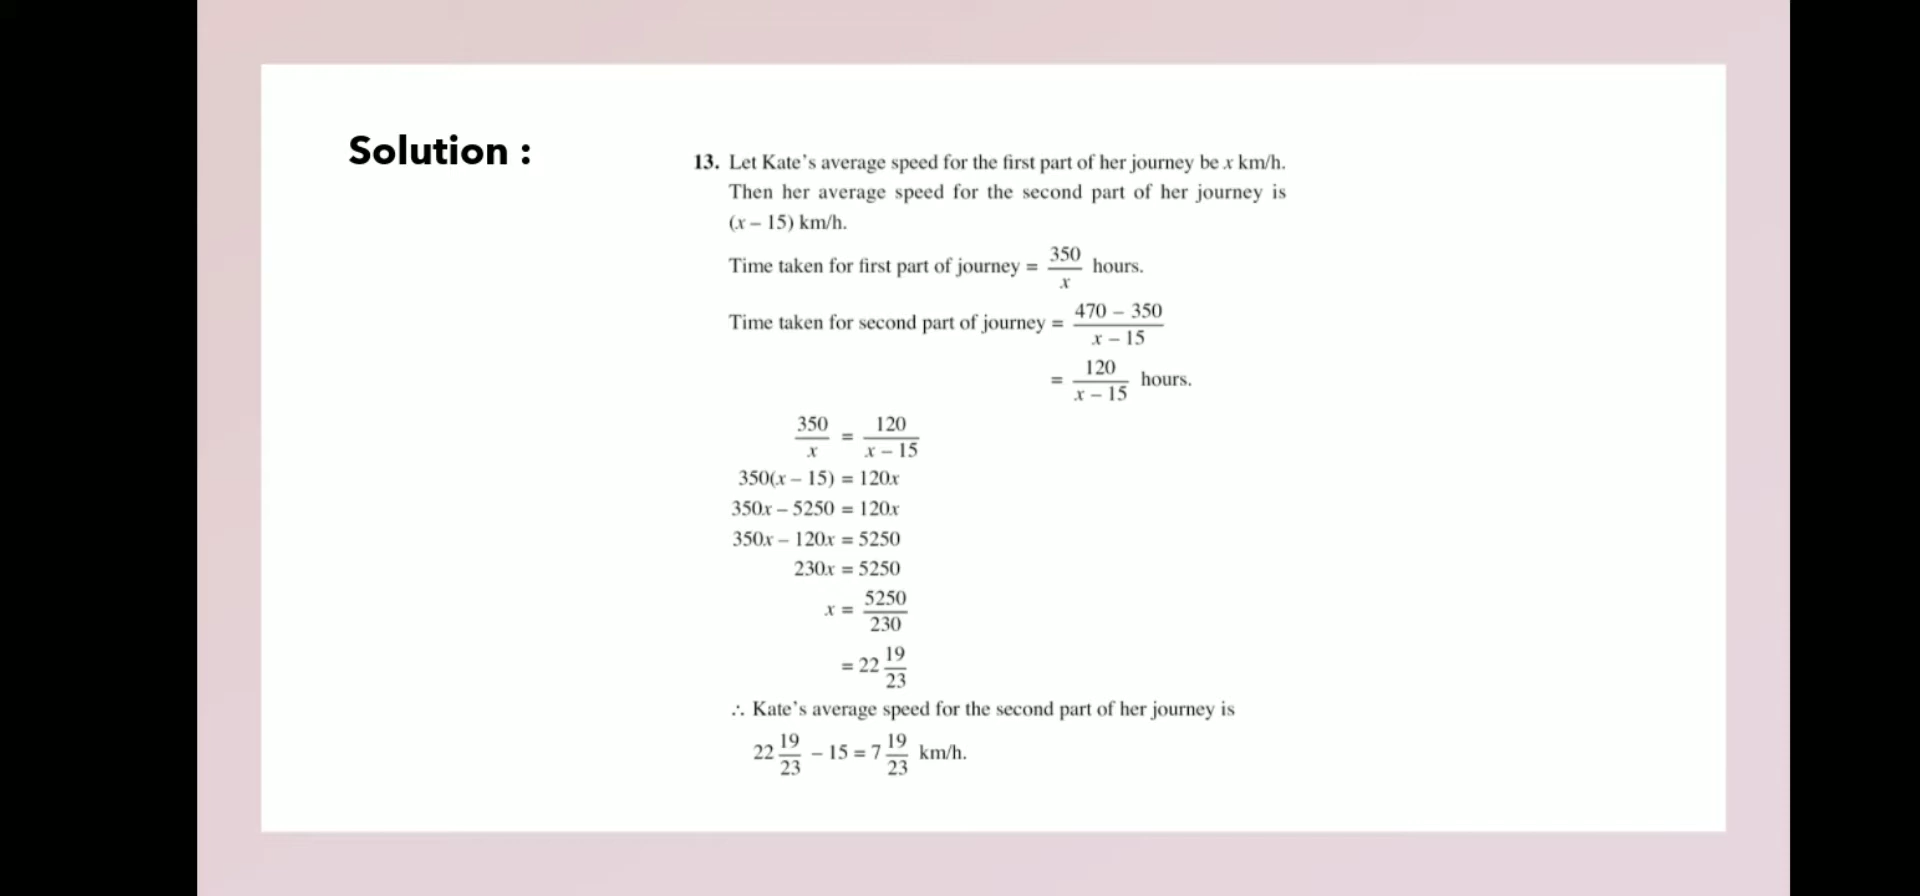 Solution :
13. Let Kate's average speed for the first part of her journey be x km/h.
Then her average speed for the second part of her journey is
(x – 15) km/h.
Time taken for first part of journey = 350/x hours.
Time taken for second part of journey = (470 – 350)/(x – 15)
= 120/(x – 15) hours.
350/x = 120/(x – 15)
350(x – 15) = 120x
350x – 5250 = 120x
350x – 120x = 5250
230x = 5250
x = 5250/230
= 22 19/23
∴ Kate's average speed for the second part of her journey is
22 19/23 – 15 = 7 19/23 km/h.